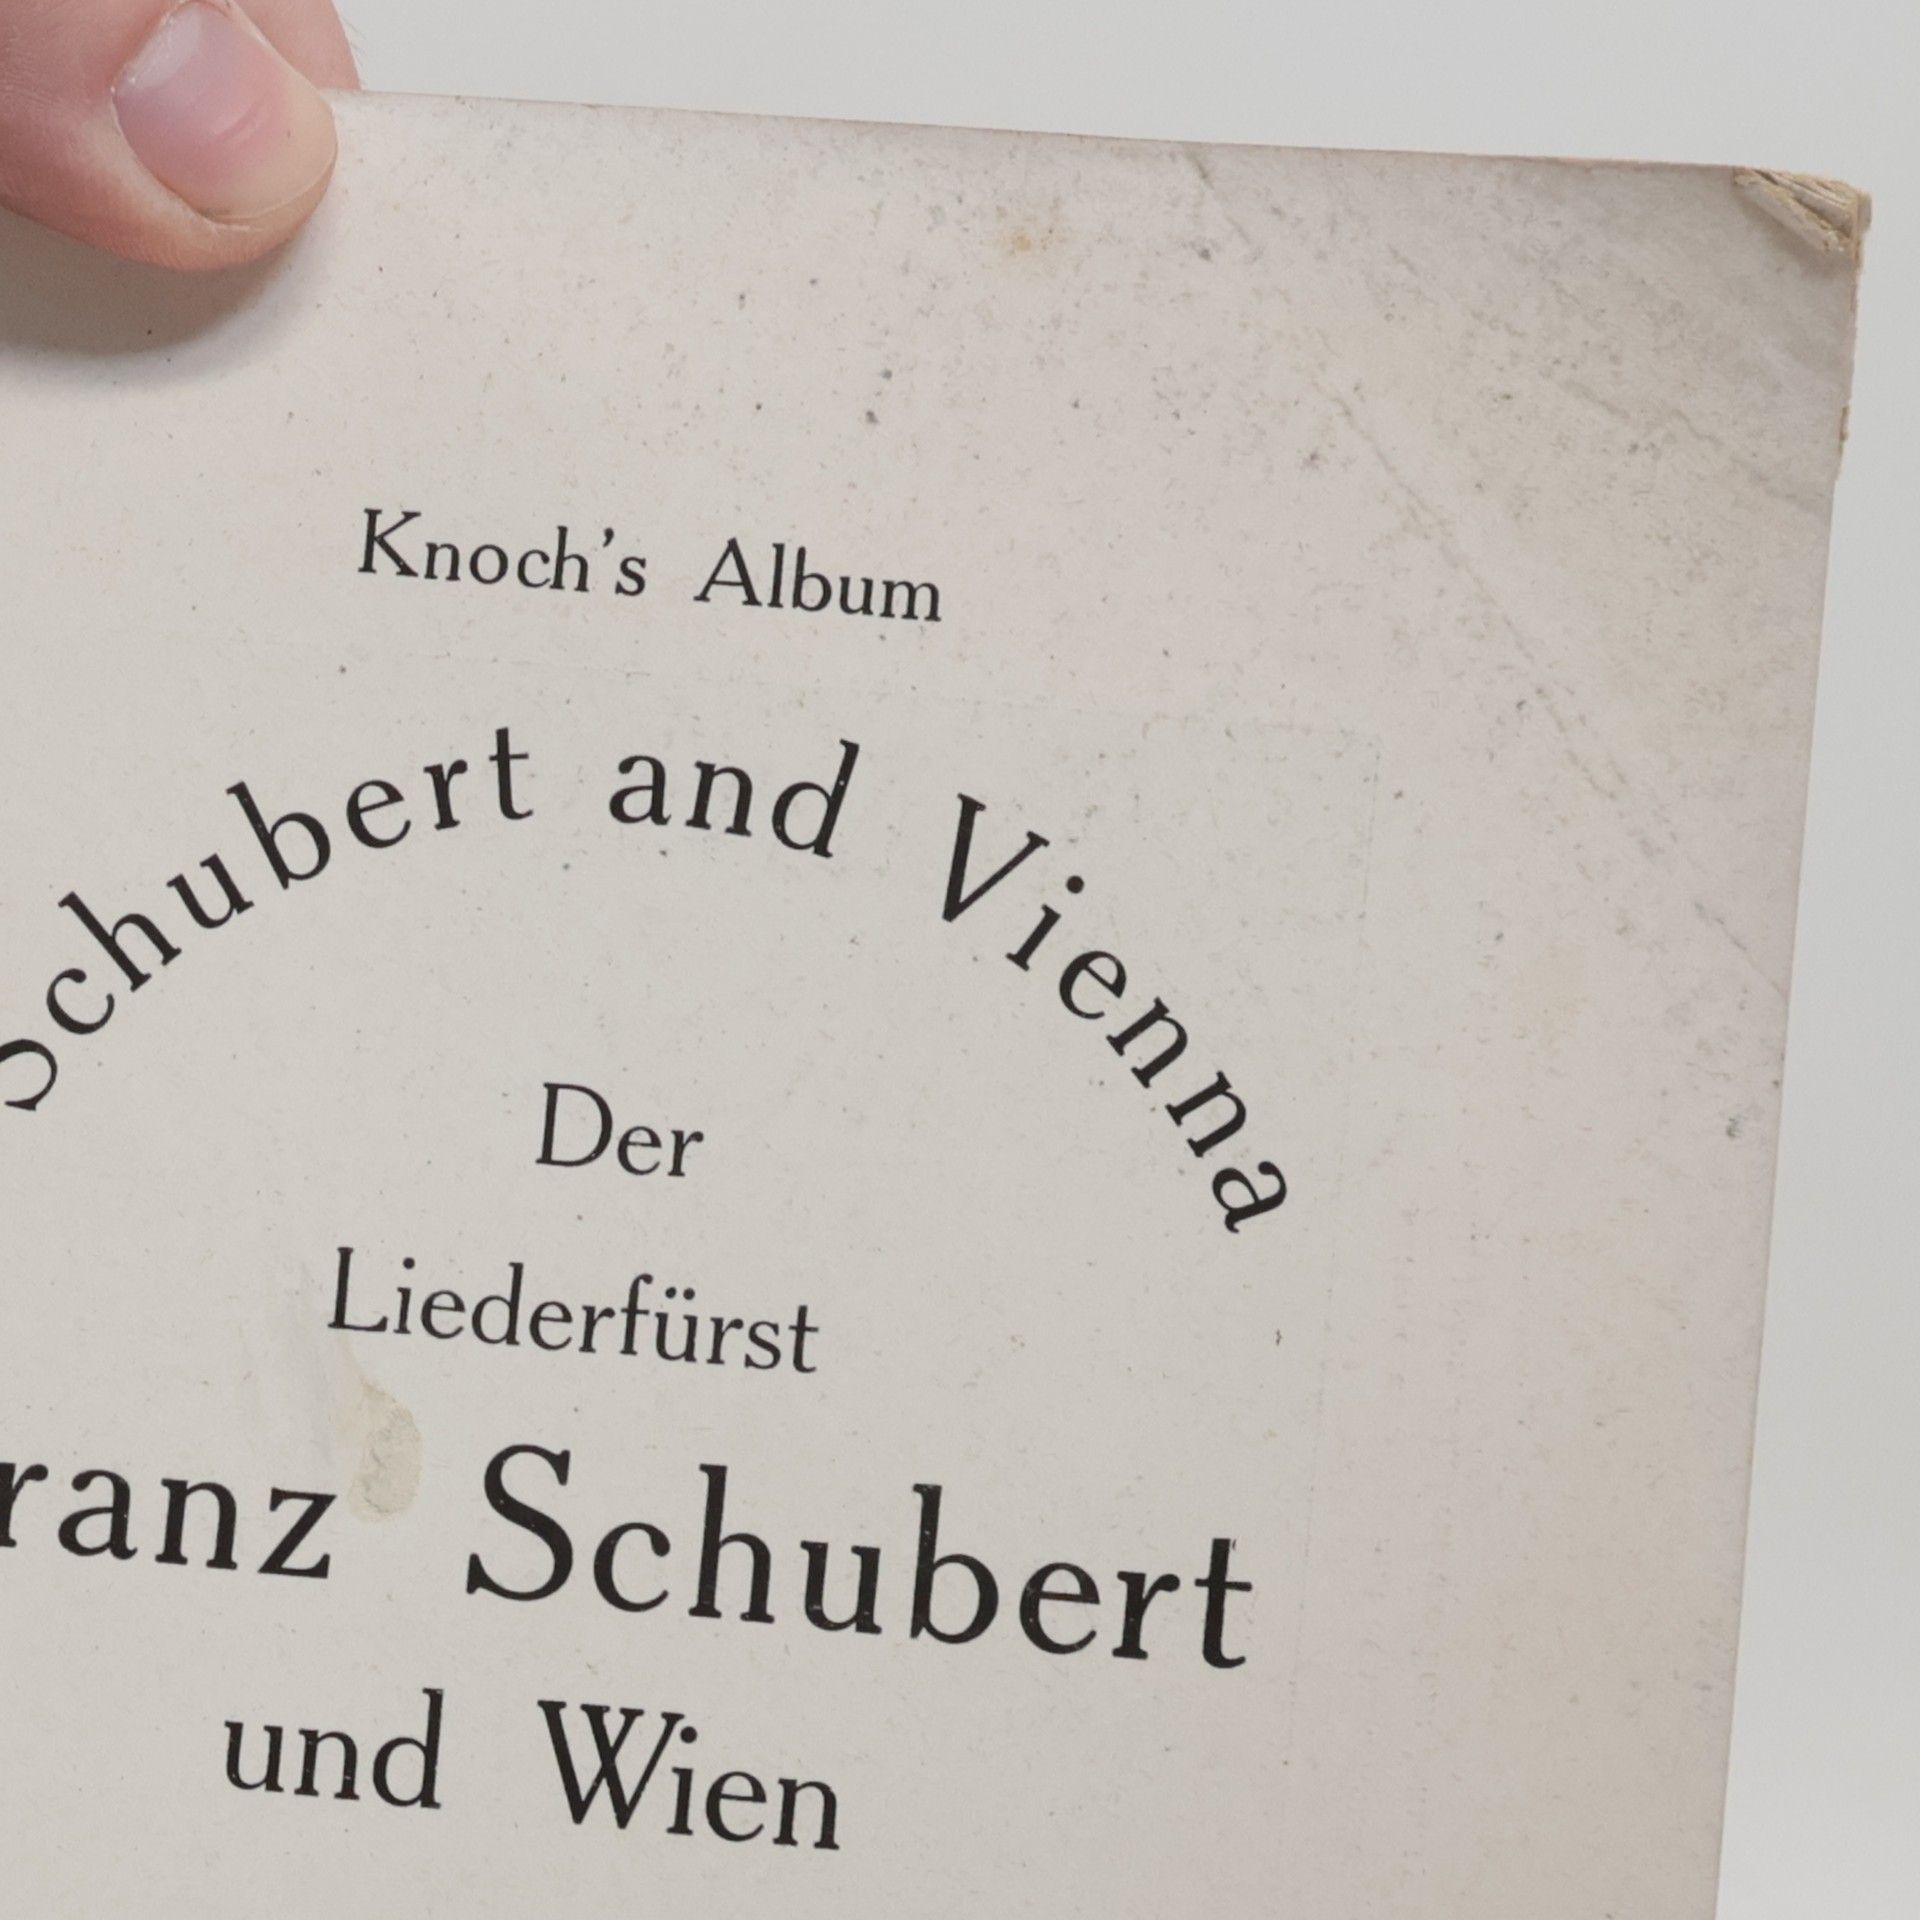 Knoch's Album
Schubert and Vienna
Der
Liederfürst
ranz Schubert
und Wien